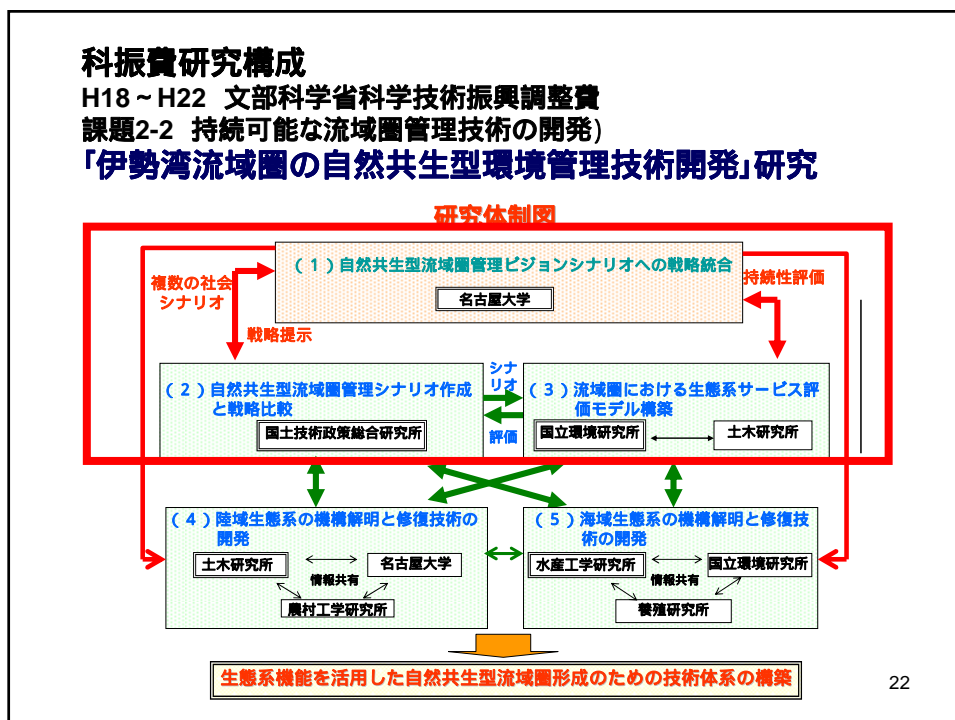 科振費研究構成
H18～H22 文部科学省科学技術振興調整費
課題2-2 持続可能な流域圏管理技術の開発)
｢伊勢湾流域圏の自然共生型環境管理技術開発｣研究
研究体制図
（１）自然共生型流域圏管理ビジョンシナリオへの戦略統合
名古屋大学
複数の社会
シナリオ
戦略提示
持続性評価
（２）自然共生型流域圏管理シナリオ作成
と戦略比較
国土技術政策総合研究所
シナ
リオ
評価
（３）流域圏における生態系サービス評
価モデル構築
国立環境研究所
土木研究所
（４）陸域生態系の機構解明と修復技術の
開発
土木研究所
名古屋大学
情報共有
農村工学研究所
（５）海域生態系の機構解明と修復技
術の開発
水産工学研究所
国立環境研究所
情報共有
養殖研究所
生態系機能を活用した自然共生型流域圏形成のための技術体系の構築
22